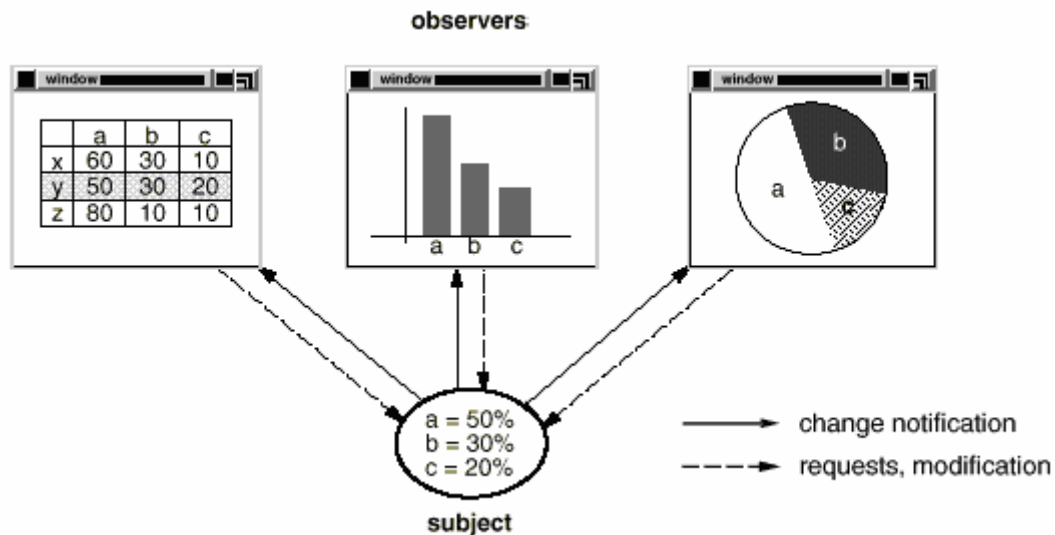 observers
window
window
window
a b c
x 60 30 10
y 50 30 20
z 80 10 10
a b c
a
b
c
a = 50%
b = 30%
c = 20%
subject
change notification
requests, modification